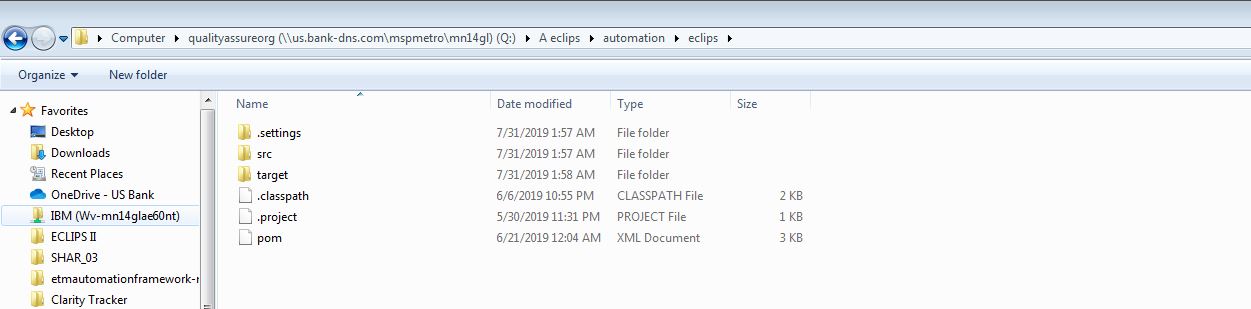 Computer qualityassureorg (\\us.bank-dns.com\mspmetro\mn14gl) (Q:) A eclips automation eclips
Organize New folder
Favorites
Desktop
Downloads
Recent Places
OneDrive - US Bank
IBM (Wv-mn14glae60nt)
ECLIPS II
SHAR_03
etmautomationframework-r
Clarity Tracker
Name Date modified Type Size
.settings 7/31/2019 1:57 AM File folder
src 7/31/2019 1:57 AM File folder
target 7/31/2019 1:58 AM File folder
.classpath 6/6/2019 10:55 PM CLASSPATH File 2 KB
.project 5/30/2019 11:31 PM PROJECT File 1 KB
pom 6/21/2019 12:04 AM XML Document 3 KB